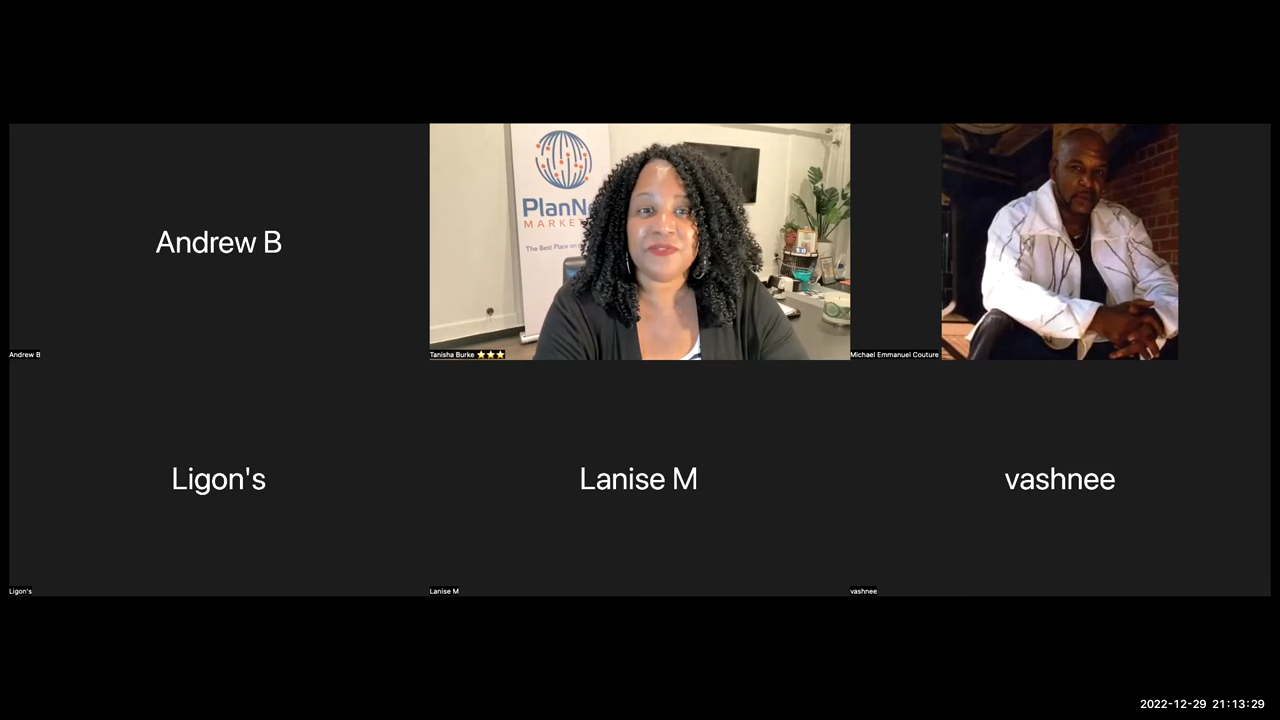 Andrew B
Andrew B
PlanN
MARKET
The Best Place on
Tanisha Burke ⭐⭐⭐
Michael Emmanuel Couture
Ligon's
Lanise M
vashnee
Ligon's
Lanise M
vashnee
2022-12-29 21:13:29